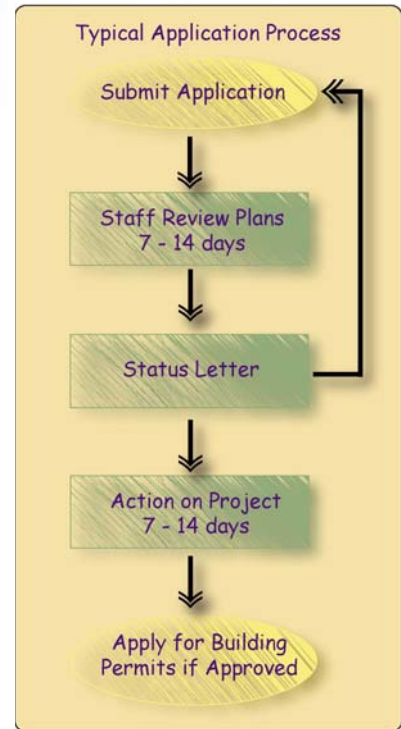 Typical Application Process
Submit Application
Staff Review Plans
7 - 14 days
Status Letter
Action on Project
7 - 14 days
Apply for Building
Permits if Approved